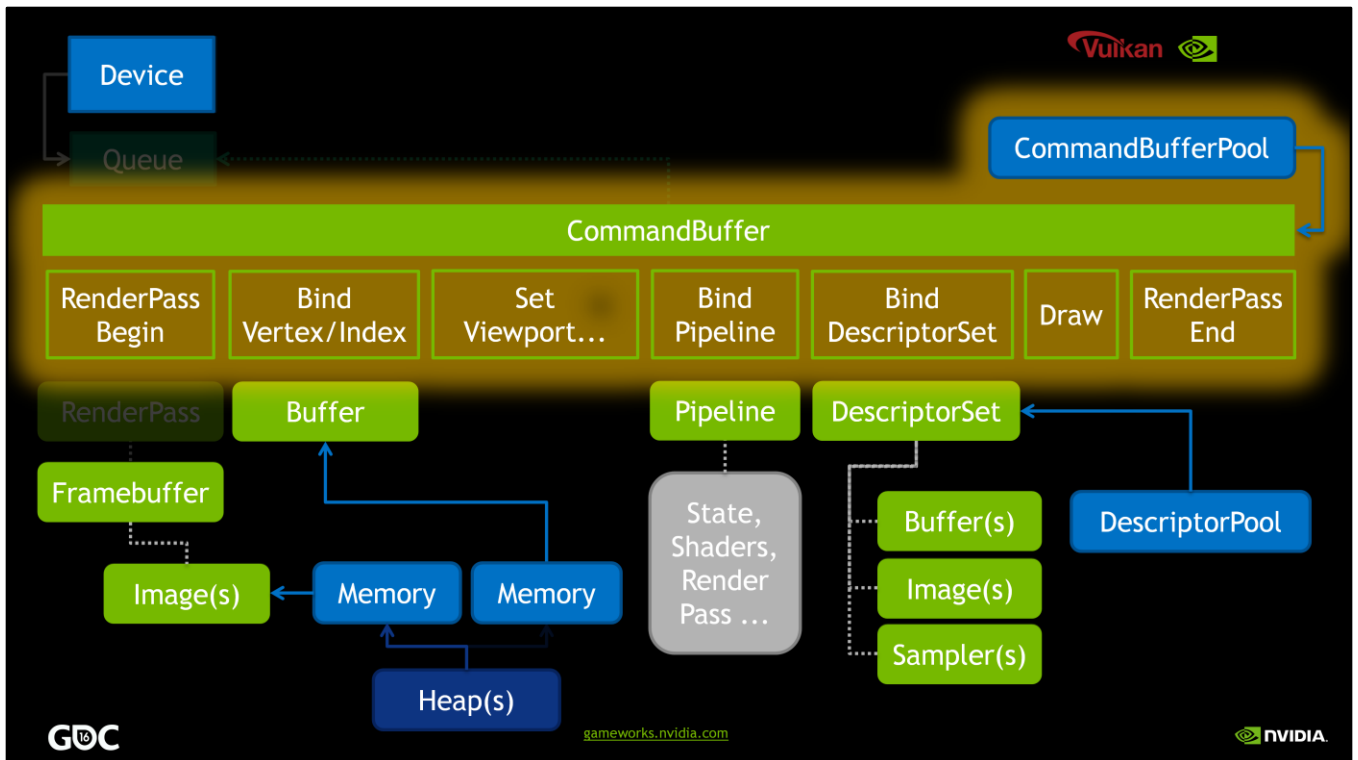 Device
Vulkan
Queue
CommandBufferPool
CommandBuffer
RenderPass
Begin
Bind
Vertex/Index
Set
Viewport...
Bind
Pipeline
Bind
DescriptorSet
Draw
RenderPass
End
RenderPass
Buffer
Pipeline
DescriptorSet
Framebuffer
State,
Shaders,
Render
Pass ...
Buffer(s)
DescriptorPool
Image(s)
Memory
Memory
Image(s)
Sampler(s)
Heap(s)
GDC 16
gameworks.nvidia.com
NVIDIA.